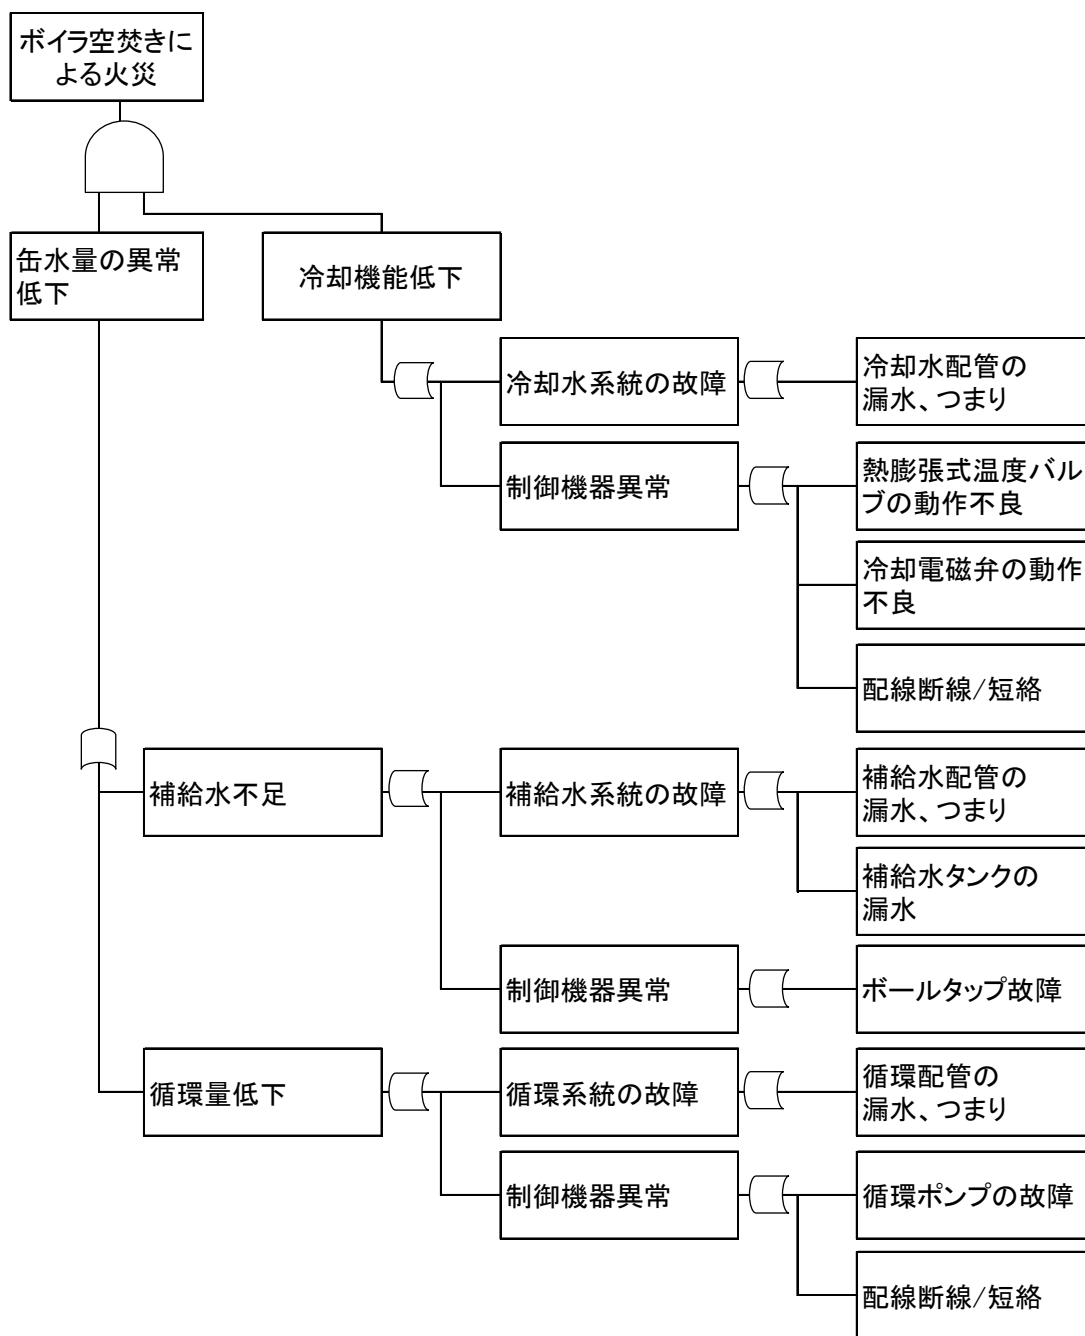 ボイラ空焚きに
よる火災
缶水量の異常
低下
冷却機能低下
冷却水系統の故障
冷却水配管の
漏水、つまり
制御機器異常
熱膨張式温度バル
ブの動作不良
冷却電磁弁の動作
不良
配線断線/短絡
補給水不足
補給水系統の故障
補給水配管の
漏水、つまり
補給水タンクの
漏水
制御機器異常
ボールタップ故障
循環量低下
循環系統の故障
循環配管の
漏水、つまり
制御機器異常
循環ポンプの故障
配線断線/短絡